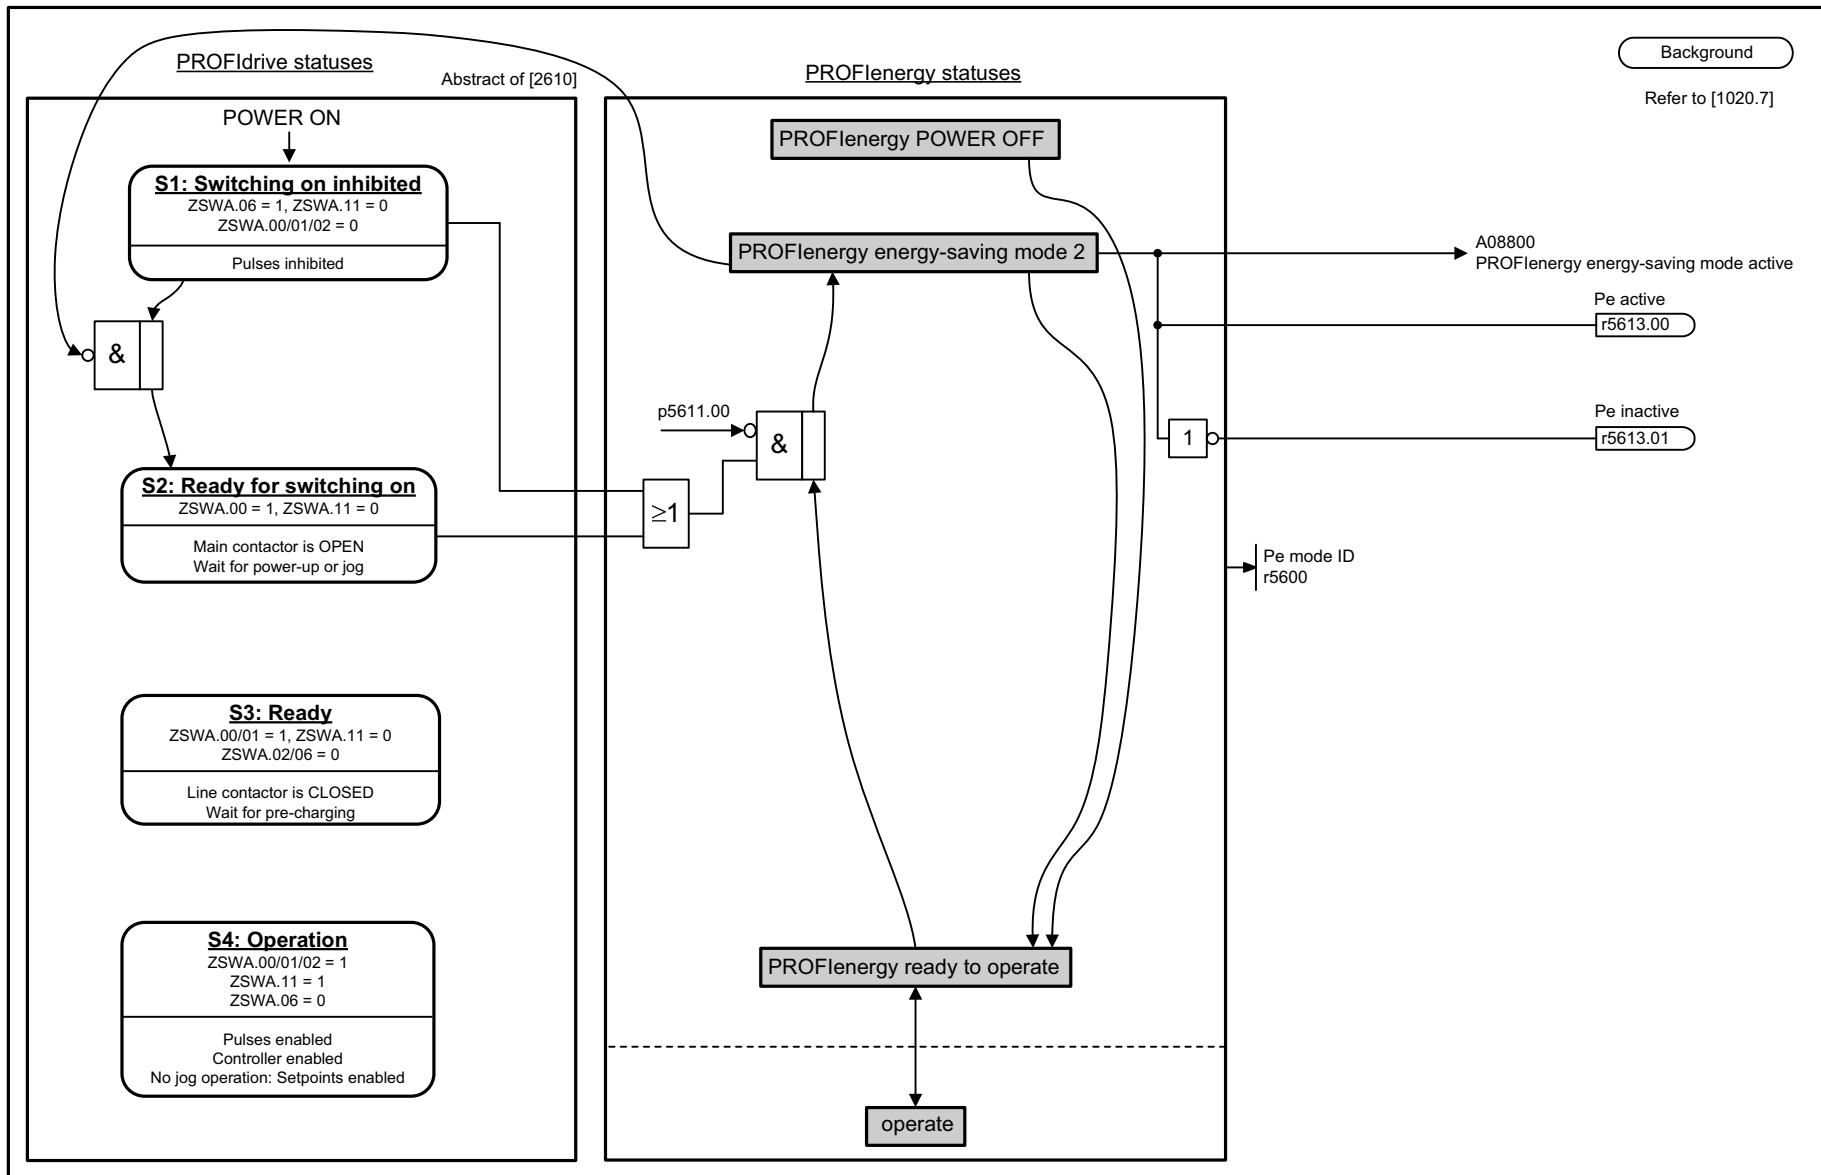 PROFIdrive statuses
Abstract of [2610]
POWER ON
S1: Switching on inhibited
ZSWA.06 = 1, ZSWA.11 = 0
ZSWA.00/01/02 = 0
Pulses inhibited
&
S2: Ready for switching on
ZSWA.00 = 1, ZSWA.11 = 0
Main contactor is OPEN
Wait for power-up or jog
S3: Ready
ZSWA.00/01 = 1, ZSWA.11 = 0
ZSWA.02/06 = 0
Line contactor is CLOSED
Wait for pre-charging
S4: Operation
ZSWA.00/01/02 = 1
ZSWA.11 = 1
ZSWA.06 = 0
Pulses enabled
Controller enabled
No jog operation: Setpoints enabled
PROFIenergy statuses
PROFIenergy POWER OFF
PROFIenergy energy-saving mode 2
p5611.00
&
≥1
PROFIenergy ready to operate
operate
Background
Refer to [1020.7]
A08800
PROFIenergy energy-saving mode active
Pe active
r5613.00
Pe inactive
1
r5613.01
Pe mode ID
r5600